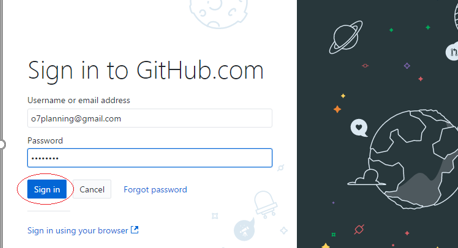 Sign in to GitHub.com
Username or email address
o7planning@gmail.com
Password
••••••••
Sign in Cancel Forgot password
Sign in using your browser
n